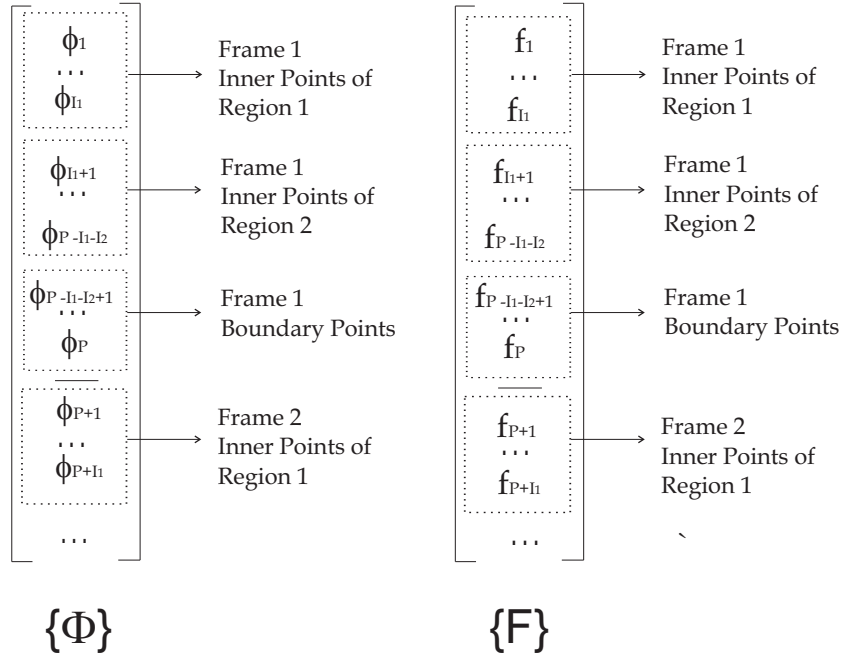 ϕ1
...
ϕI1
Frame 1
Inner Points of
Region 1
ϕI1+1
...
ϕP-I1-I2
Frame 1
Inner Points of
Region 2
ϕP-I1-I2+1
...
ϕP
Frame 1
Boundary Points
ϕP+1
...
ϕP+I1
Frame 2
Inner Points of
Region 1
...
{Φ}
f1
...
fI1
Frame 1
Inner Points of
Region 1
fI1+1
...
fP-I1-I2
Frame 1
Inner Points of
Region 2
fP-I1-I2+1
...
fP
Frame 1
Boundary Points
fP+1
...
fP+I1
Frame 2
Inner Points of
Region 1
...
`
{F}